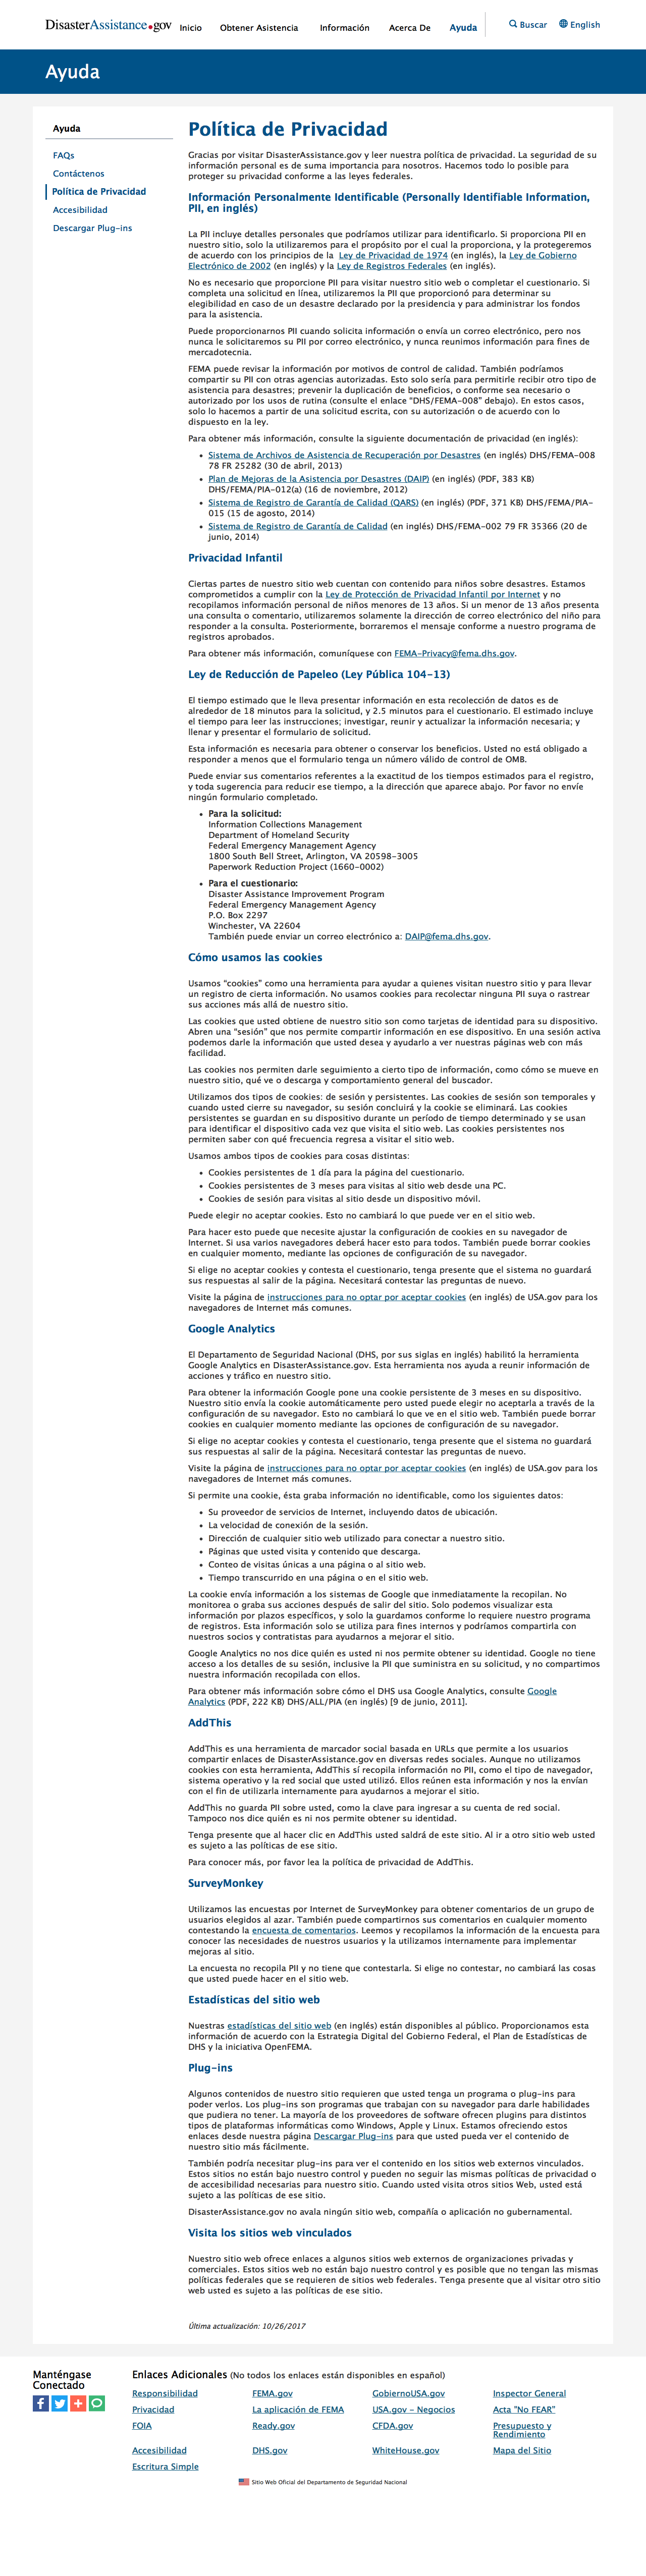 DisasterAssistance.gov Inicio Obtener Asistencia Información Acerca De Ayuda Buscar English
Ayuda
Ayuda
FAQs
Contáctenos
Política de Privacidad
Accesibilidad
Descargar Plug-ins
Política de Privacidad
Gracias por visitar DisasterAssistance.gov y leer nuestra política de privacidad. La seguridad de su
información personal es de suma importancia para nosotros. Hacemos todo lo posible para
proteger su privacidad conforme a las leyes federales.
Información Personalmente Identificable (Personally Identifiable Information,
PII, en inglés)
La PII incluye detalles personales que podríamos utilizar para identificarlo. Si proporciona PII en
nuestro sitio, solo la utilizaremos para el propósito por el cual la proporciona, y la protegeremos
de acuerdo con los principios de la Ley de Privacidad de 1974 (en inglés), la Ley de Gobierno
Electrónico de 2002 (en inglés) y la Ley de Registros Federales (en inglés).
No es necesario que proporcione PII para visitar nuestro sitio web o completar el cuestionario. Si
completa una solicitud en línea, utilizaremos la PII que proporcionó para determinar su
elegibilidad en caso de un desastre declarado por la presidencia y para administrar los fondos
para la asistencia.
Puede proporcionarnos PII cuando solicita información o envía un correo electrónico, pero nos
nunca le solicitaremos su PII por correo electrónico, y nunca reunimos información para fines de
mercadotecnia.
FEMA puede revisar la información por motivos de control de calidad. También podríamos
compartir su PII con otras agencias autorizadas. Esto solo sería para permitirle recibir otro tipo de
asistencia para desastres; prevenir la duplicación de beneficios, o conforme sea necesario o
autorizado por los usos de rutina (consulte el enlace “DHS/FEMA-008” debajo). En estos casos,
solo lo hacemos a partir de una solicitud escrita, con su autorización o de acuerdo con lo
dispuesto en la ley.
Para obtener más información, consulte la siguiente documentación de privacidad (en inglés):
• Sistema de Archivos de Asistencia de Recuperación por Desastres (en inglés) DHS/FEMA-008
78 FR 25282 (30 de abril, 2013)
• Plan de Mejoras de la Asistencia por Desastres (DAIP) (en inglés) (PDF, 383 KB)
DHS/FEMA/PIA-012(a) (16 de noviembre, 2012)
• Sistema de Registro de Garantía de Calidad (QARS) (en inglés) (PDF, 371 KB) DHS/FEMA/PIA-
015 (15 de agosto, 2014)
• Sistema de Registro de Garantía de Calidad (en inglés) DHS/FEMA-002 79 FR 35366 (20 de
junio, 2014)
Privacidad Infantil
Ciertas partes de nuestro sitio web cuentan con contenido para niños sobre desastres. Estamos
comprometidos a cumplir con la Ley de Protección de Privacidad Infantil por Internet y no
recopilamos información personal de niños menores de 13 años. Si un menor de 13 años presenta
una consulta o comentario, utilizaremos solamente la dirección de correo electrónico del niño para
responder a la consulta. Posteriormente, borraremos el mensaje conforme a nuestro programa de
registros aprobados.
Para obtener más información, comuníquese con FEMA-Privacy@fema.dhs.gov.
Ley de Reducción de Papeleo (Ley Pública 104-13)
El tiempo estimado que le lleva presentar información en esta recolección de datos es de
alrededor de 18 minutos para la solicitud, y 2.5 minutos para el cuestionario. El estimado incluye
el tiempo para leer las instrucciones; investigar, reunir y actualizar la información necesaria; y
llenar y presentar el formulario de solicitud.
Esta información es necesaria para obtener o conservar los beneficios. Usted no está obligado a
responder a menos que el formulario tenga un número válido de control de OMB.
Puede enviar sus comentarios referentes a la exactitud de los tiempos estimados para el registro,
y toda sugerencia para reducir ese tiempo, a la dirección que aparece abajo. Por favor no envíe
ningún formulario completado.
• Para la solicitud:
Information Collections Management
Department of Homeland Security
Federal Emergency Management Agency
1800 South Bell Street, Arlington, VA 20598-3005
Paperwork Reduction Project (1660-0002)
• Para el cuestionario:
Disaster Assistance Improvement Program
Federal Emergency Management Agency
P.O. Box 2297
Winchester, VA 22604
También puede enviar un correo electrónico a: DAIP@fema.dhs.gov.
Cómo usamos las cookies
Usamos “cookies” como una herramienta para ayudar a quienes visitan nuestro sitio y para llevar
un registro de cierta información. No usamos cookies para recolectar ninguna PII suya o rastrear
sus acciones más allá de nuestro sitio.
Las cookies que usted obtiene de nuestro sitio son como tarjetas de identidad para su dispositivo.
Abren una “sesión” que nos permite compartir información en ese dispositivo. En una sesión activa
podemos darle la información que usted desea y ayudarlo a ver nuestras páginas web con más
facilidad.
Las cookies nos permiten darle seguimiento a cierto tipo de información, como cómo se mueve en
nuestro sitio, qué ve o descarga y comportamiento general del buscador.
Utilizamos dos tipos de cookies: de sesión y persistentes. Las cookies de sesión son temporales y
cuando usted cierre su navegador, su sesión concluirá y la cookie se eliminará. Las cookies
persistentes se guardan en su dispositivo durante un período de tiempo determinado y se usan
para identificar el dispositivo cada vez que visita el sitio web. Las cookies persistentes nos
permiten saber con qué frecuencia regresa a visitar el sitio web.
Usamos ambos tipos de cookies para cosas distintas:
• Cookies persistentes de 1 día para la página del cuestionario.
• Cookies persistentes de 3 meses para visitas al sitio web desde una PC.
• Cookies de sesión para visitas al sitio desde un dispositivo móvil.
Puede elegir no aceptar cookies. Esto no cambiará lo que puede ver en el sitio web.
Para hacer esto puede que necesite ajustar la configuración de cookies en su navegador de
Internet. Si usa varios navegadores deberá hacer esto para todos. También puede borrar cookies
en cualquier momento, mediante las opciones de configuración de su navegador.
Si elige no aceptar cookies y contesta el cuestionario, tenga presente que el sistema no guardará
sus respuestas al salir de la página. Necesitará contestar las preguntas de nuevo.
Visite la página de instrucciones para no optar por aceptar cookies (en inglés) de USA.gov para los
navegadores de Internet más comunes.
Google Analytics
El Departamento de Seguridad Nacional (DHS, por sus siglas en inglés) habilitó la herramienta
Google Analytics en DisasterAssistance.gov. Esta herramienta nos ayuda a reunir información de
acciones y tráfico en nuestro sitio.
Para obtener la información Google pone una cookie persistente de 3 meses en su dispositivo.
Nuestro sitio envía la cookie automáticamente pero usted puede elegir no aceptarla a través de la
configuración de su navegador. Esto no cambiará lo que ve en el sitio web. También puede borrar
cookies en cualquier momento mediante las opciones de configuración de su navegador.
Si elige no aceptar cookies y contesta el cuestionario, tenga presente que el sistema no guardará
sus respuestas al salir de la página. Necesitará contestar las preguntas de nuevo.
Visite la página de instrucciones para no optar por aceptar cookies (en inglés) de USA.gov para los
navegadores de Internet más comunes.
Si permite una cookie, ésta graba información no identificable, como los siguientes datos:
• Su proveedor de servicios de Internet, incluyendo datos de ubicación.
• La velocidad de conexión de la sesión.
• Dirección de cualquier sitio web utilizado para conectar a nuestro sitio.
• Páginas que usted visita y contenido que descarga.
• Conteo de visitas únicas a una página o al sitio web.
• Tiempo transcurrido en una página o en el sitio web.
La cookie envía información a los sistemas de Google que inmediatamente la recopilan. No
monitorea o graba sus acciones después de salir del sitio. Solo podemos visualizar esta
información por plazos específicos, y solo la guardamos conforme lo requiere nuestro programa
de registros. Esta información solo se utiliza para fines internos y podríamos compartirla con
nuestros socios y contratistas para ayudarnos a mejorar el sitio.
Google Analytics no nos dice quién es usted ni nos permite obtener su identidad. Google no tiene
acceso a los detalles de su sesión, inclusive la PII que suministra en su solicitud, y no compartimos
nuestra información recopilada con ellos.
Para obtener más información sobre cómo el DHS usa Google Analytics, consulte Google
Analytics (PDF, 222 KB) DHS/ALL/PIA (en inglés) [9 de junio, 2011].
AddThis
AddThis es una herramienta de marcador social basada en URLs que permite a los usuarios
compartir enlaces de DisasterAssistance.gov en diversas redes sociales. Aunque no utilizamos
cookies con esta herramienta, AddThis sí recopila información no PII, como el tipo de navegador,
sistema operativo y la red social que usted utilizó. Ellos reúnen esta información y nos la envían
con el fin de utilizarla internamente para ayudarnos a mejorar el sitio.
AddThis no guarda PII sobre usted, como la clave para ingresar a su cuenta de red social.
Tampoco nos dice quién es ni nos permite obtener su identidad.
Tenga presente que al hacer clic en AddThis usted saldrá de este sitio. Al ir a otro sitio web usted
es sujeto a las políticas de ese sitio.
Para conocer más, por favor lea la política de privacidad de AddThis.
SurveyMonkey
Utilizamos las encuestas por Internet de SurveyMonkey para obtener comentarios de un grupo de
usuarios elegidos al azar. También puede compartirnos sus comentarios en cualquier momento
contestando la encuesta de comentarios. Leemos y recopilamos la información de la encuesta para
conocer las necesidades de nuestros usuarios y la utilizamos internamente para implementar
mejoras al sitio.
La encuesta no recopila PII y no tiene que contestarla. Si elige no contestar, no cambiará las cosas
que usted puede hacer en el sitio web.
Estadísticas del sitio web
Nuestras estadísticas del sitio web (en inglés) están disponibles al público. Proporcionamos esta
información de acuerdo con la Estrategia Digital del Gobierno Federal, el Plan de Estadísticas de
DHS y la iniciativa OpenFEMA.
Plug-ins
Algunos contenidos de nuestro sitio requieren que usted tenga un programa o plug-ins para
poder verlos. Los plug-ins son programas que trabajan con su navegador para darle habilidades
que pudiera no tener. La mayoría de los proveedores de software ofrecen plugins para distintos
tipos de plataformas informáticas como Windows, Apple y Linux. Estamos ofreciendo estos
enlaces desde nuestra página Descargar Plug-ins para que usted pueda ver el contenido de
nuestro sitio más fácilmente.
También podría necesitar plug-ins para ver el contenido en los sitios web externos vinculados.
Estos sitios no están bajo nuestro control y pueden no seguir las mismas políticas de privacidad o
de accesibilidad necesarias para nuestro sitio. Cuando usted visita otros sitios Web, usted está
sujeto a las políticas de ese sitio.
DisasterAssistance.gov no avala ningún sitio web, compañía o aplicación no gubernamental.
Visita los sitios web vinculados
Nuestro sitio web ofrece enlaces a algunos sitios web externos de organizaciones privadas y
comerciales. Estos sitios web no están bajo nuestro control y es posible que no tengan las mismas
políticas federales que se requieren de sitios web federales. Tenga presente que al visitar otro sitio
web usted es sujeto a las políticas de ese sitio.
Última actualización: 10/26/2017
Manténgase
Conectado
Enlaces Adicionales (No todos los enlaces están disponibles en español)
Responsibilidad FEMA.gov GobiernoUSA.gov Inspector General
Privacidad La aplicación de FEMA USA.gov - Negocios Acta "No FEAR"
FOIA Ready.gov CFDA.gov Presupuesto y
Rendimiento
Accesibilidad DHS.gov WhiteHouse.gov Mapa del Sitio
Escritura Simple
Sitio Web Oficial del Departamento de Seguridad Nacional